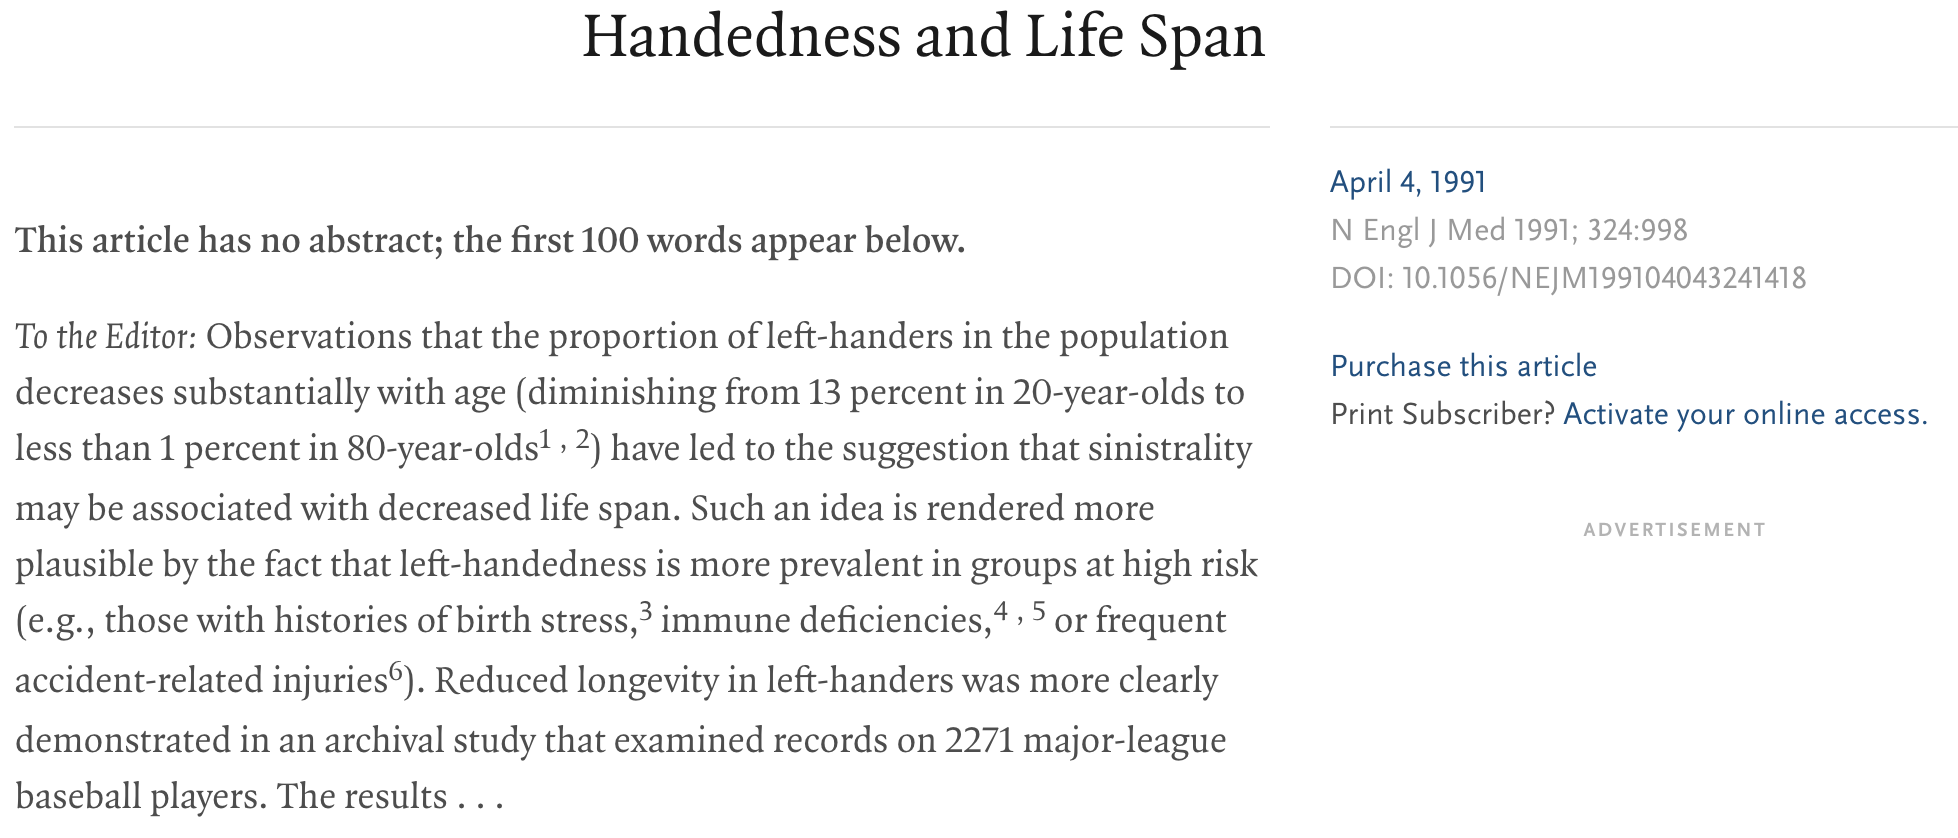 Handedness and Life Span
This article has no abstract; the first 100 words appear below.
To the Editor: Observations that the proportion of left-handers in the population
decreases substantially with age (diminishing from 13 percent in 20-year-olds to
less than 1 percent in 80-year-olds1 , 2) have led to the suggestion that sinistrality
may be associated with decreased life span. Such an idea is rendered more
plausible by the fact that left-handedness is more prevalent in groups at high risk
(e.g., those with histories of birth stress,3 immune deficiencies,4 , 5 or frequent
accident-related injuries6). Reduced longevity in left-handers was more clearly
demonstrated in an archival study that examined records on 2271 major-league
baseball players. The results . . .
April 4, 1991
N Engl J Med 1991; 324:998
DOI: 10.1056/NEJM199104043241418
Purchase this article
Print Subscriber? Activate your online access.
ADVERTISEMENT